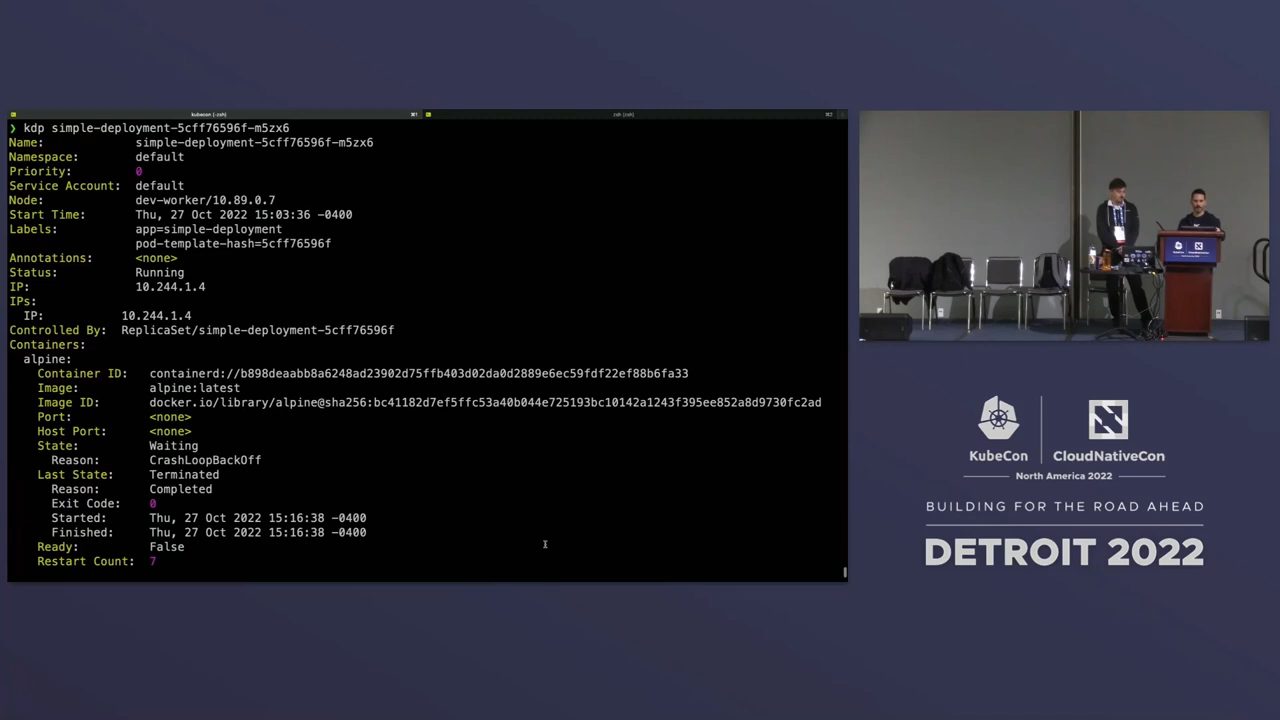 kubecon (-zsh)
⌘1
zsh (zsh)
⌘2
❯ kdp simple-deployment-5cff76596f-m5zx6
Name: simple-deployment-5cff76596f-m5zx6
Namespace: default
Priority: 0
Service Account: default
Node: dev-worker/10.89.0.7
Start Time: Thu, 27 Oct 2022 15:03:36 -0400
Labels: app=simple-deployment
pod-template-hash=5cff76596f
Annotations: <none>
Status: Running
IP: 10.244.1.4
IPs:
IP: 10.244.1.4
Controlled By: ReplicaSet/simple-deployment-5cff76596f
Containers:
alpine:
Container ID: containerd://b898deaabb8a6248ad23902d75ffb403d02da0d2889e6ec59fdf22ef88b6fa33
Image: alpine:latest
Image ID: docker.io/library/alpine@sha256:bc41182d7ef5ffc53a40b044e725193bc10142a1243f395ee852a8d9730fc2ad
Port: <none>
Host Port: <none>
State: Waiting
Reason: CrashLoopBackOff
Last State: Terminated
Reason: Completed
Exit Code: 0
Started: Thu, 27 Oct 2022 15:16:38 -0400
Finished: Thu, 27 Oct 2022 15:16:38 -0400
Ready: False
Restart Count: 7
KubeCon
CloudNativeCon
North America 2022
BUILDING FOR THE ROAD AHEAD
DETROIT 2022